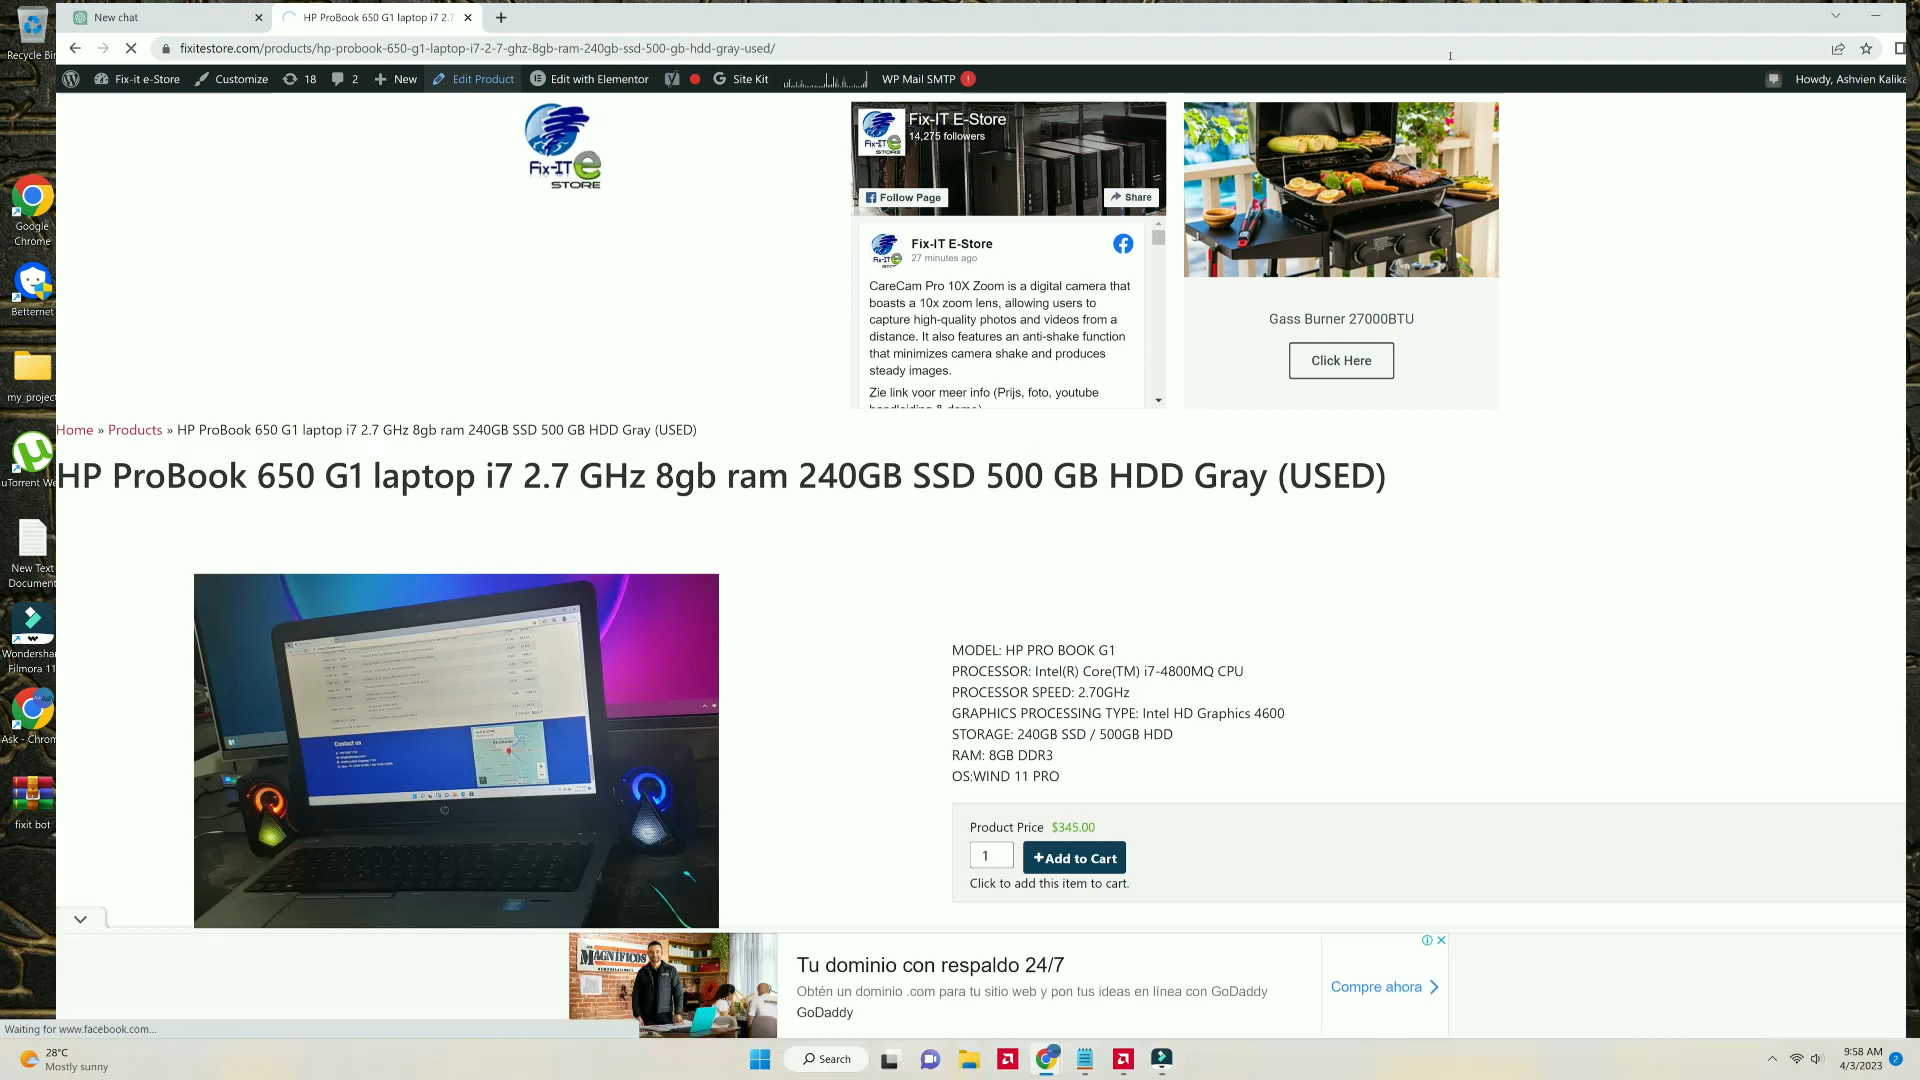 New chat
HP ProBook 650 G1 laptop i7 2.7
fixitestore.com/products/hp-probook-650-g1-laptop-i7-2-7-ghz-8gb-ram-240gb-ssd-500-gb-hdd-gray-used/
Fix-it e-Store
Customize
18
2
New
Edit Product
Edit with Elementor
Site Kit
WP Mail SMTP
!
Howdy, Ashvien Kalika
Recycle Bin
Google
Chrome
Betternet
my_project
uTorrent We
New Text
Document
Wondershar
Filmora 11
Ask - Chrom
fixit bot
Fix-IT e
STORE
Fix-IT E-Store
14,275 followers
Follow Page
Share
Fix-IT E-Store
27 minutes ago
CareCam Pro 10X Zoom is a digital camera that
boasts a 10x zoom lens, allowing users to
capture high-quality photos and videos from a
distance. It also features an anti-shake function
that minimizes camera shake and produces
steady images.
Zie link voor meer info (Prijs, foto, youtube
Gass Burner 27000BTU
Click Here
Home » Products » HP ProBook 650 G1 laptop i7 2.7 GHz 8gb ram 240GB SSD 500 GB HDD Gray (USED)
HP ProBook 650 G1 laptop i7 2.7 GHz 8gb ram 240GB SSD 500 GB HDD Gray (USED)
Contact us
MODEL: HP PRO BOOK G1
PROCESSOR: Intel(R) Core(TM) i7-4800MQ CPU
PROCESSOR SPEED: 2.70GHz
GRAPHICS PROCESSING TYPE: Intel HD Graphics 4600
STORAGE: 240GB SSD / 500GB HDD
RAM: 8GB DDR3
OS:WIND 11 PRO
Product Price $345.00
1
+Add to Cart
Click to add this item to cart.
MAGNÍFICOS
Tu dominio con respaldo 24/7
Obtén un dominio .com para tu sitio web y pon tus ideas en línea con GoDaddy
GoDaddy
Compre ahora
Waiting for www.facebook.com...
28°C
Mostly sunny
Search
9:58 AM
4/3/2023
2